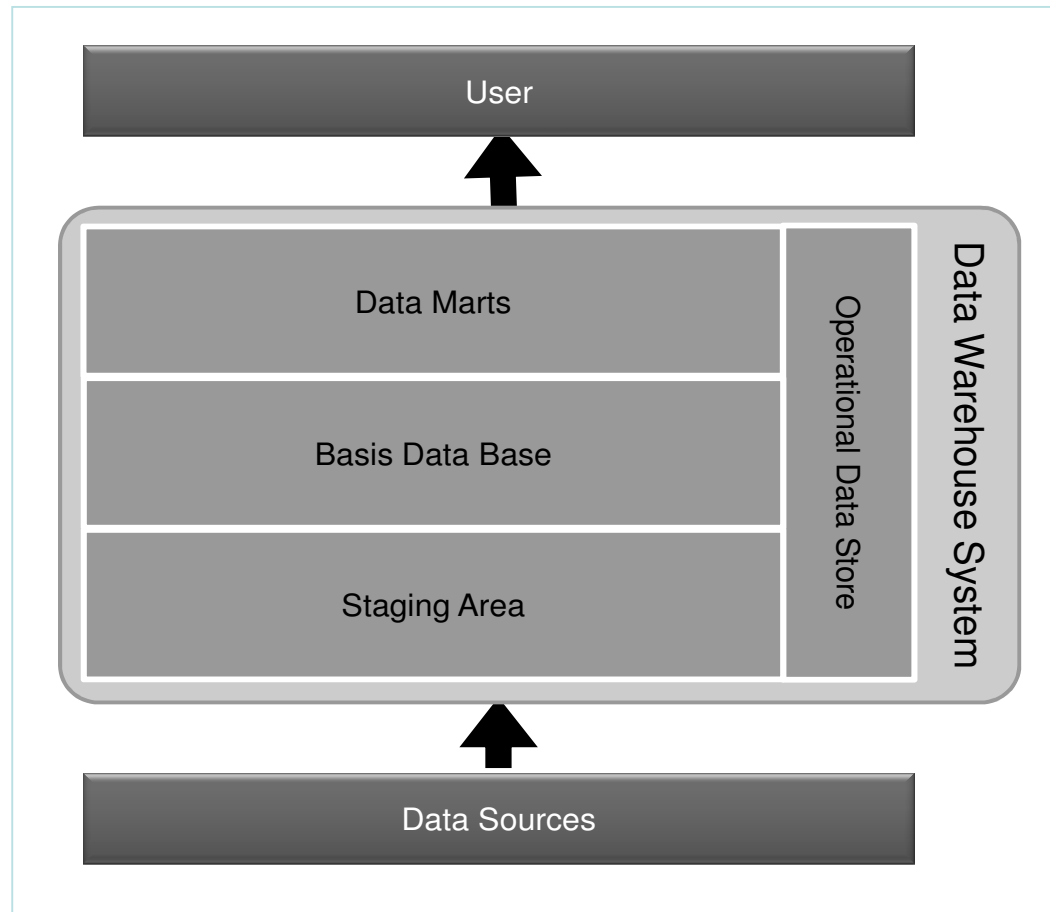 User
Data Marts
Basis Data Base
Staging Area
Operational Data Store
Data Warehouse System
Data Sources